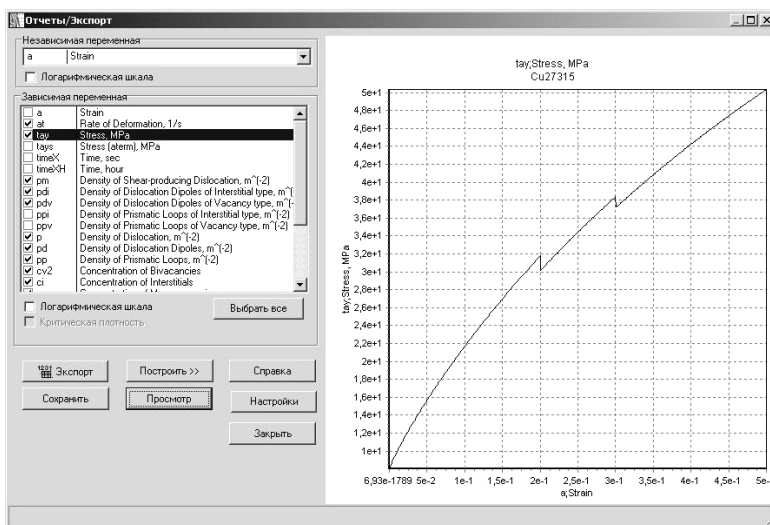 Отчеты/Экспорт
Независимая переменная
a Strain
Логарифмическая шкала
Зависимая переменная
a Strain
at Rate of Deformation, 1/s
tay Stress, MPa
tays Stress (aterm), MPa
timeX Time, sec
timeXH Time, hour
pm Density of Shear-producing Dislocation, m^(-2)
pdi Density of Dislocation Dipoles of Interstitial type, m^(
pdv Density of Dislocation Dipoles of Vacancy type, m^(-
ppi Density of Prismatic Loops of Interstitial type, m^(-2)
ppv Density of Prismatic Loops of Vacancy type, m^(-2)
p Density of Dislocation, m^(-2)
pd Density of Dislocation Dipoles, m^(-2)
pp Density of Prismatic Loops, m^(-2)
cv2 Concentration of Bivacancies
ci Concentration of Interstitials
Логарифмическая шкала
Выбрать все
Критическая плотность
Экспорт
Построить >>
Справка
Сохранить
Просмотр
Настройки
Закрыть
tay;Stress, MPa
Cu27315
tay;Stress, MPa
5e+1
4,8e+1
4,6e+1
4,4e+1
4,2e+1
4e+1
3,8e+1
3,6e+1
3,4e+1
3,2e+1
3e+1
2,8e+1
2,6e+1
2,4e+1
2,2e+1
2e+1
1,8e+1
1,6e+1
1,4e+1
1,2e+1
1e+1
6,93e-1789 5e-2 1e-1 1,5e-1 2e-1 2,5e-1 3e-1 3,5e-1 4e-1 4,5e-1 5e-
a;Strain